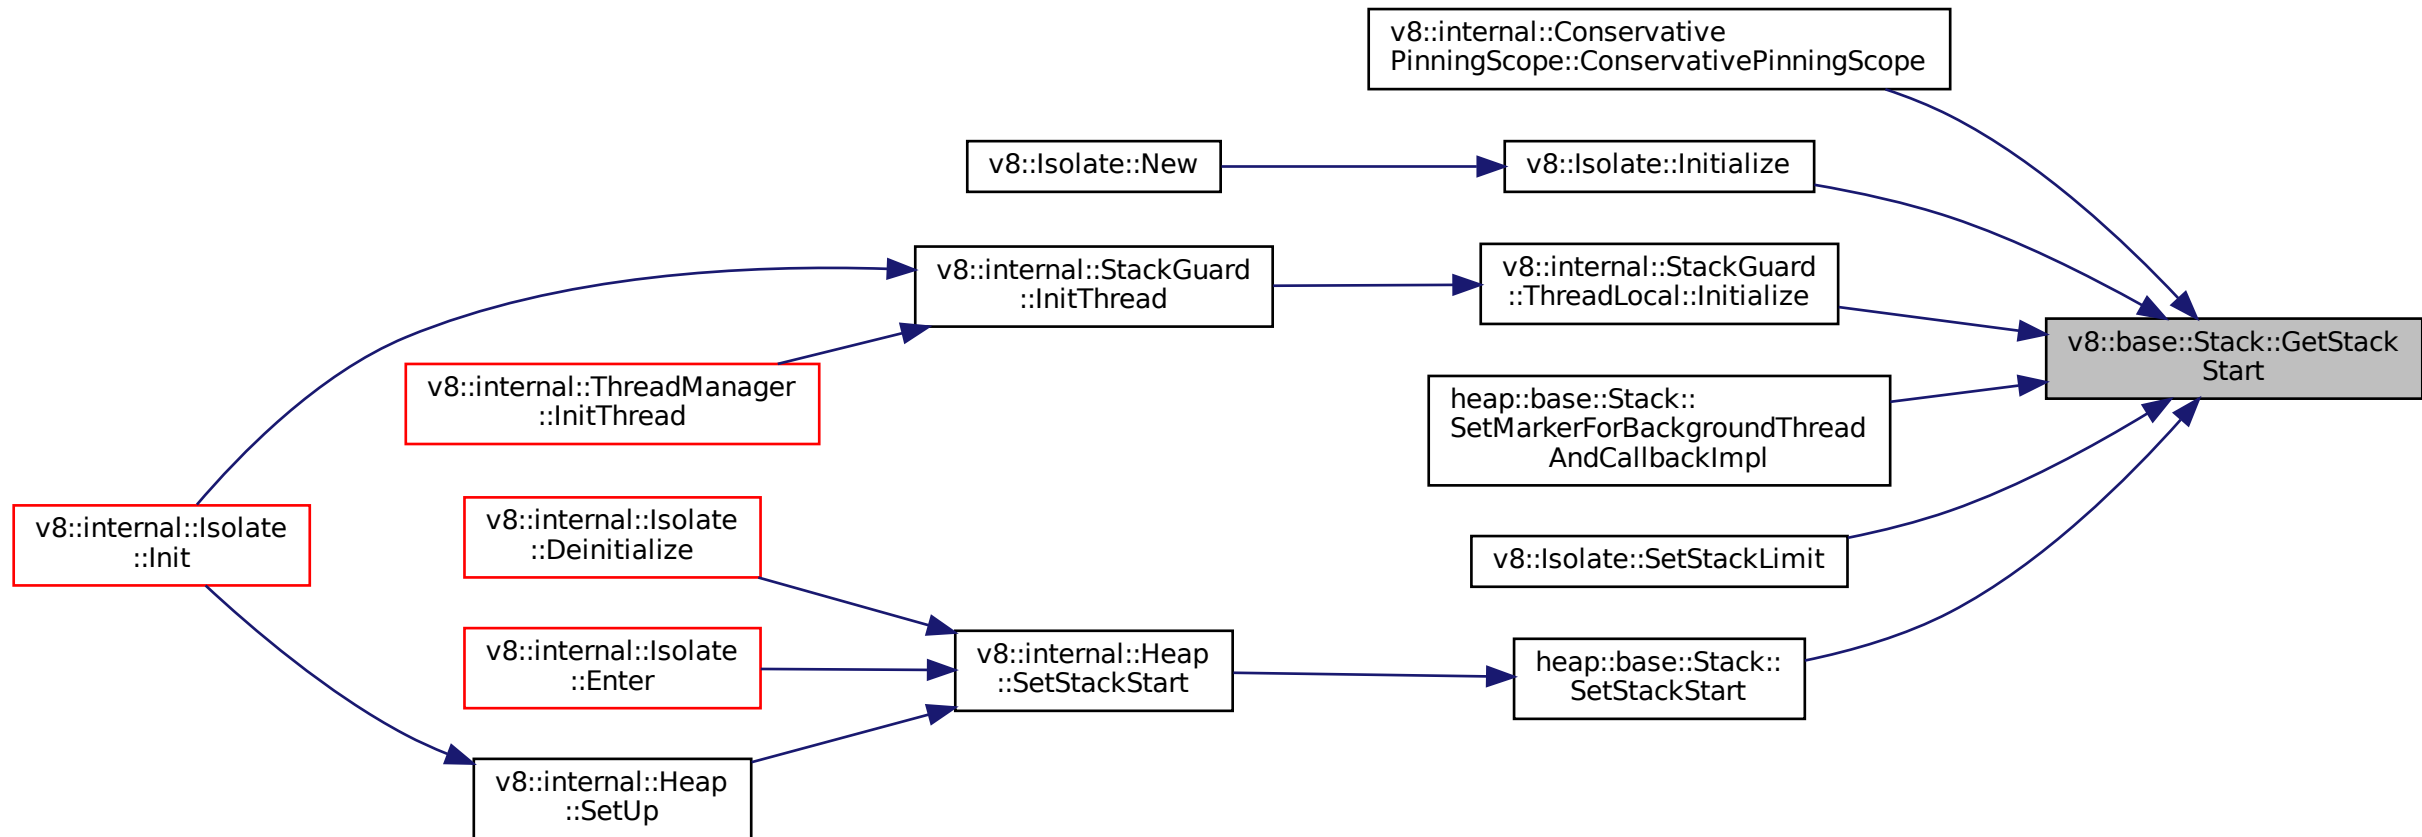 v8::internal::Conservative
PinningScope::ConservativePinningScope
v8::Isolate::New
v8::Isolate::Initialize
v8::internal::StackGuard
::InitThread
v8::internal::StackGuard
::ThreadLocal::Initialize
v8::base::Stack::GetStack
Start
v8::internal::ThreadManager
::InitThread
heap::base::Stack::
SetMarkerForBackgroundThread
AndCallbackImpl
v8::internal::Isolate
::Init
v8::internal::Isolate
::Deinitialize
v8::Isolate::SetStackLimit
v8::internal::Isolate
::Enter
v8::internal::Heap
::SetStackStart
heap::base::Stack::
SetStackStart
v8::internal::Heap
::SetUp